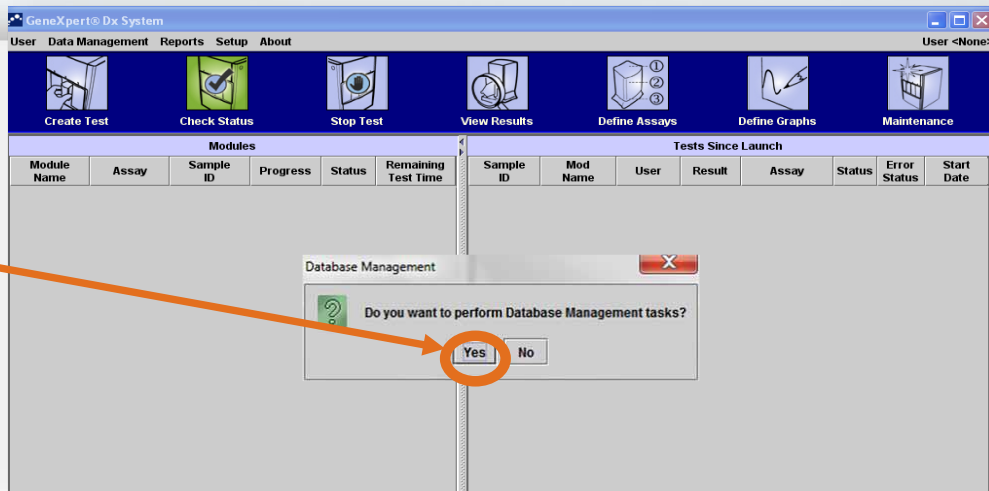 GeneXpert® Dx System
User Data Management Reports Setup About User <None>
Create Test Check Status Stop Test View Results Define Assays Define Graphs Maintenance
① ② ③
Modules Tests Since Launch
Module Name Assay Sample ID Progress Status Remaining Test Time Sample ID Mod Name User Result Assay Status Error Status Start Date
Database Management
Do you want to perform Database Management tasks?
Yes No